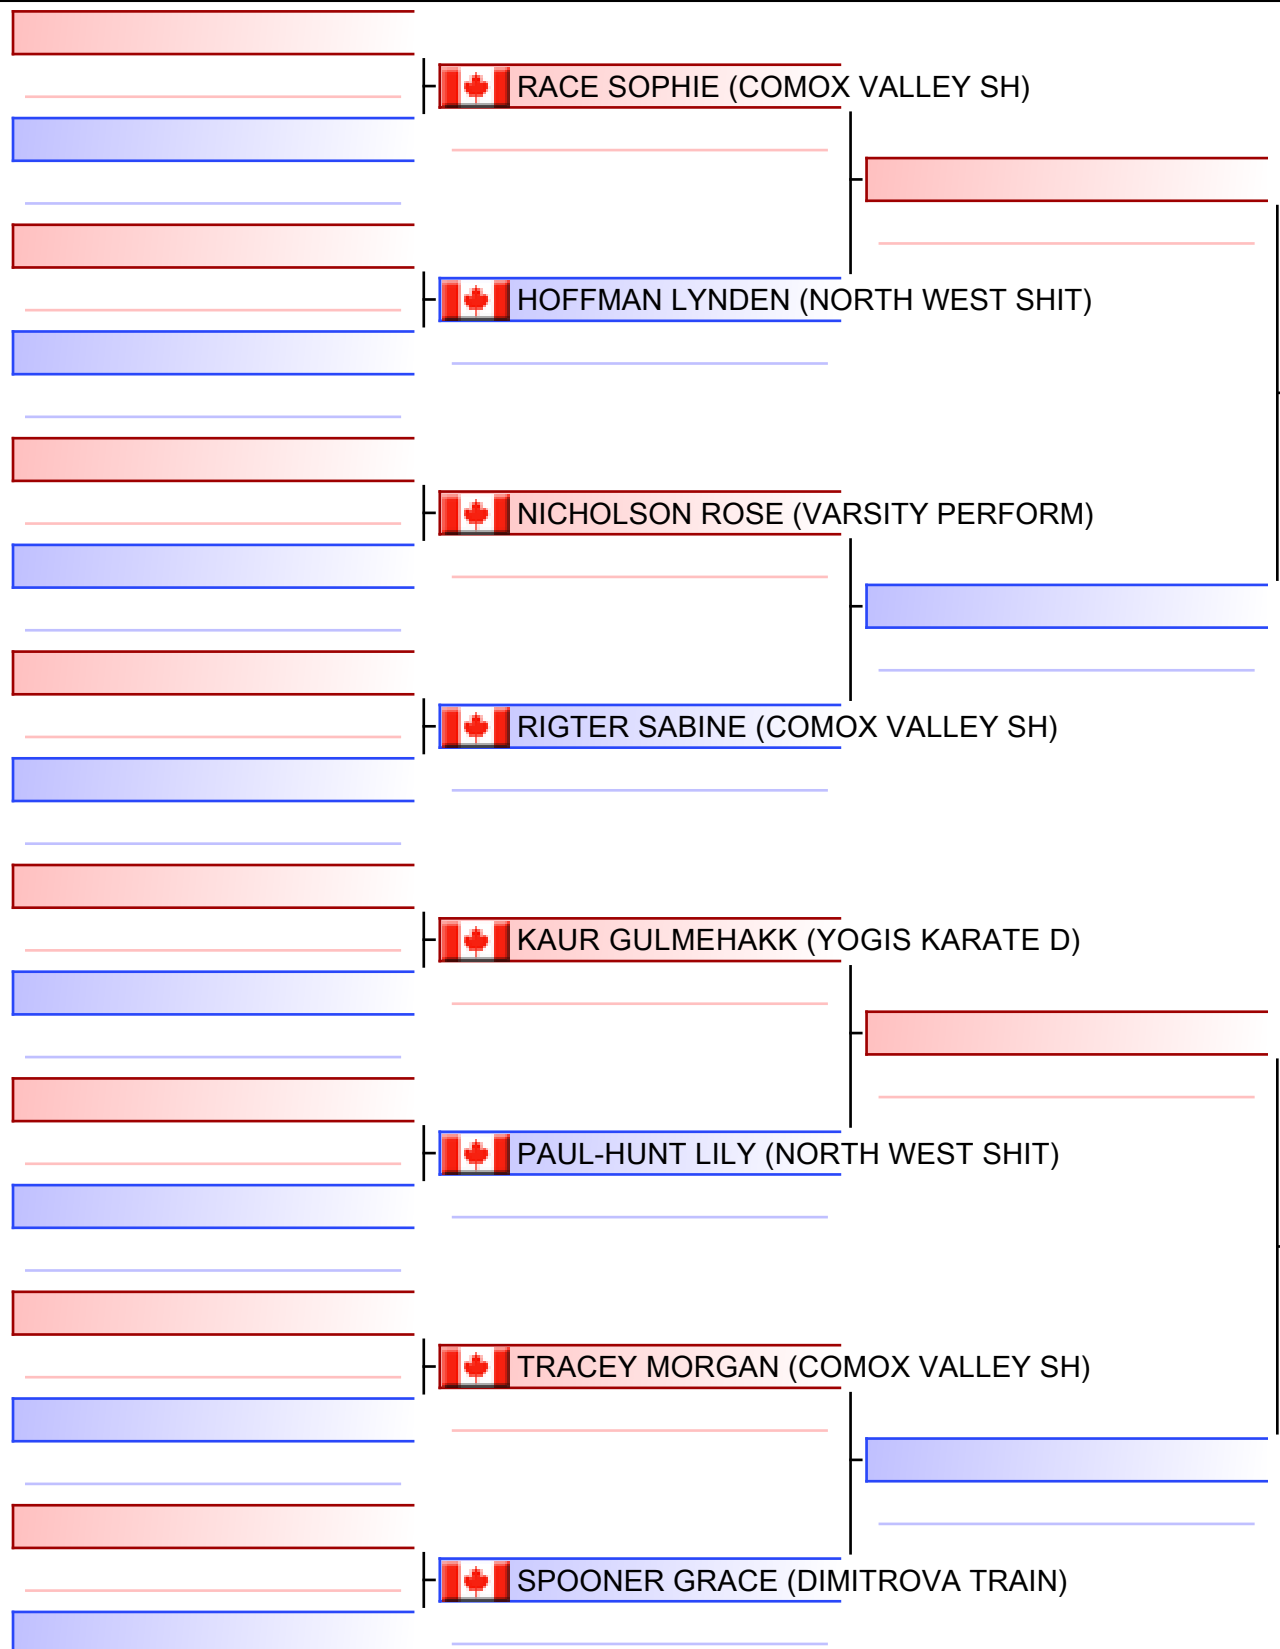 RACE SOPHIE (COMOX VALLEY SH)
HOFFMAN LYNDEN (NORTH WEST SHIT)
NICHOLSON ROSE (VARSITY PERFORM)
RIGTER SABINE (COMOX VALLEY SH)
KAUR GULMEHAKK (YOGIS KARATE D)
PAUL-HUNT LILY (NORTH WEST SHIT)
TRACEY MORGAN (COMOX VALLEY SH)
SPOONER GRACE (DIMITROVA TRAIN)